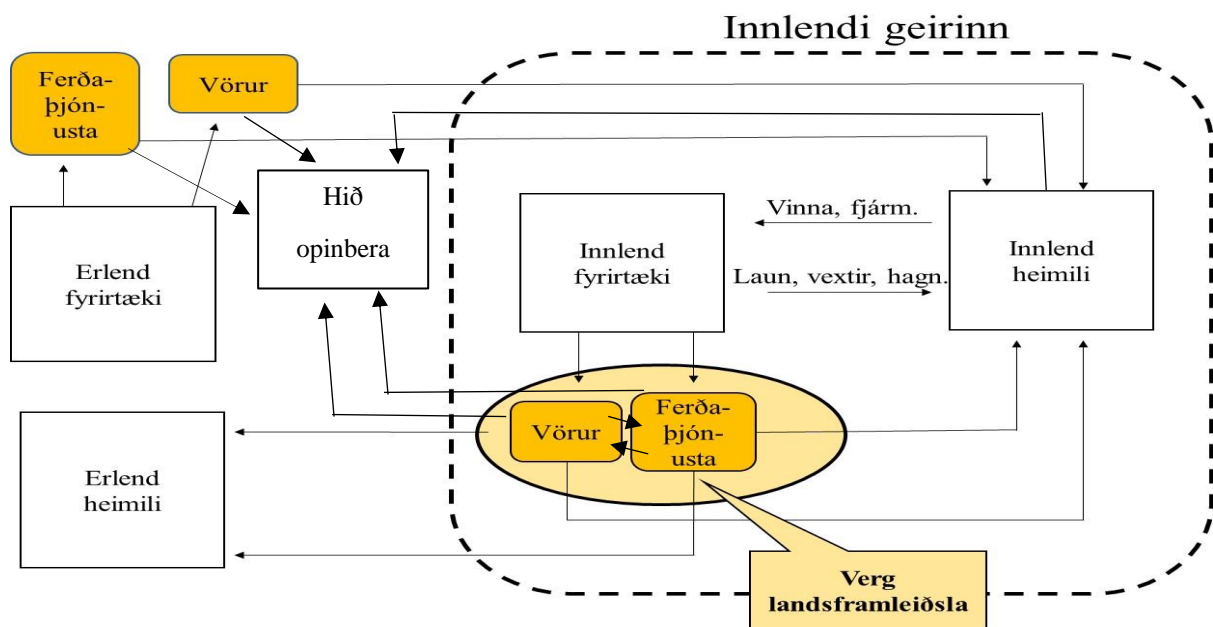 Innlendi geirinn
Ferða-
þjón-
usta
Vörur
Hið
opinbera
Erlend
fyrirtæki
Innlend
fyrirtæki
Vinna, fjárm.
Laun, vextir, hagn.
Innlend
heimili
Vörur
Ferða-
þjón-
usta
Erlend
heimili
Verg
landsframleiðsla